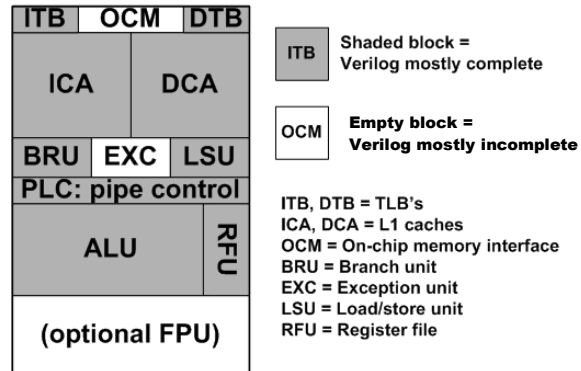 ITB OCM DTB
ICA DCA
BRU EXC LSU
PLC: pipe control
ALU
RFU
(optional FPU)
ITB
Shaded block =
Verilog mostly complete
OCM
Empty block =
Verilog mostly incomplete
ITB, DTB = TLB's
ICA, DCA = L1 caches
OCM = On-chip memory interface
BRU = Branch unit
EXC = Exception unit
LSU = Load/store unit
RFU = Register file